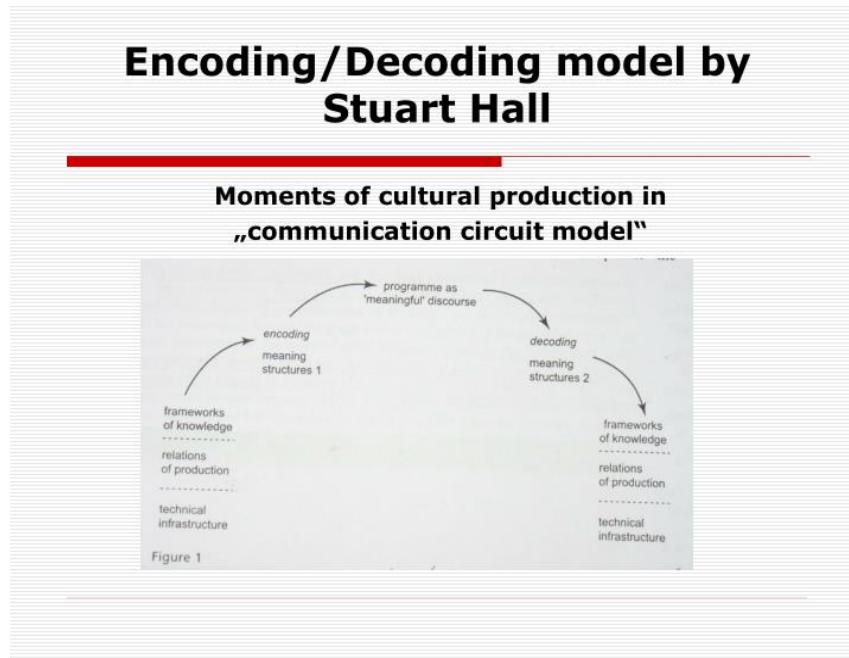 Encoding/Decoding model by
Stuart Hall
Moments of cultural production in
„communication circuit model“
programme as
'meaningful' discourse
encoding
meaning
structures 1
decoding
meaning
structures 2
frameworks
of knowledge
relations
of production
technical
infrastructure
frameworks
of knowledge
relations
of production
technical
infrastructure
Figure 1